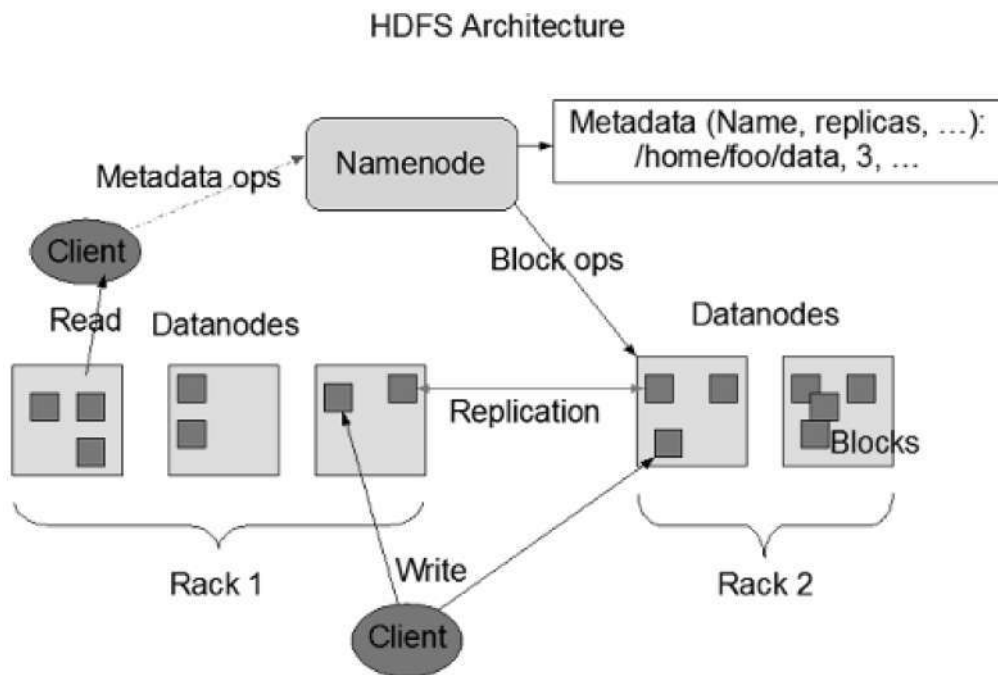 HDFS Architecture
Metadata (Name, replicas, …):
/home/foo/data, 3, …
Namenode
Metadata ops
Client
Block ops
Read
Datanodes
Datanodes
Replication
Blocks
Rack 1
Write
Rack 2
Client